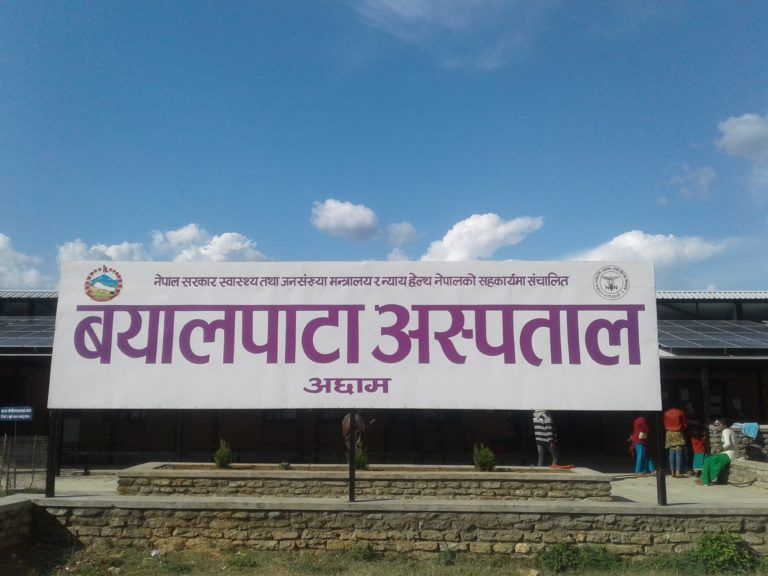 नेपाल सरकार स्वास्थ्य तथा जनसंख्या मन्त्रालय र न्याय हेल्थ नेपालको सहकार्यमा संचालित
बयालपाटा अस्पताल
अछाम